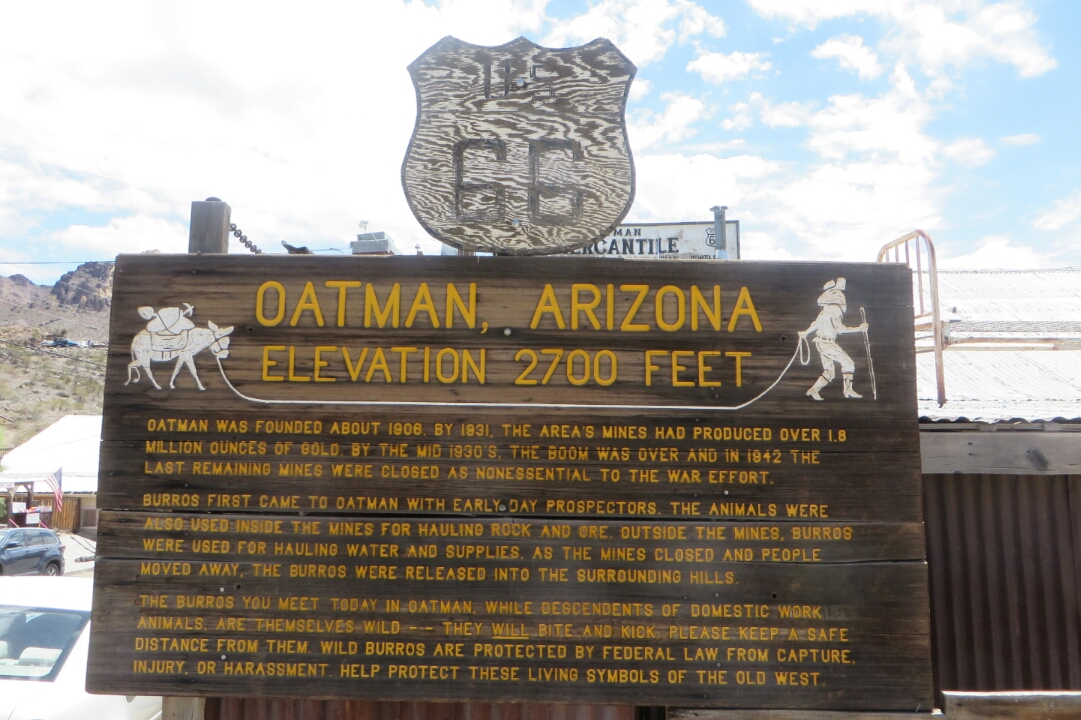 U.S
66
MAN
RCANTILE
OATMAN, ARIZONA
ELEVATION 2700 FEET
OATMAN WAS FOUNDED ABOUT 1906. BY 1931, THE AREA'S MINES HAD PRODUCED OVER 1.8
MILLION OUNCES OF GOLD. BY THE MID 1930'S, THE BOOM WAS OVER AND IN 1942 THE
LAST REMAINING MINES WERE CLOSED AS NONESSENTIAL TO THE WAR EFFORT.
BURROS FIRST CAME TO OATMAN WITH EARLY DAY PROSPECTORS. THE ANIMALS WERE
ALSO USED INSIDE THE MINES FOR HAULING ROCK AND ORE. OUTSIDE THE MINES, BURROS
WERE USED FOR HAULING WATER AND SUPPLIES. AS THE MINES CLOSED AND PEOPLE
MOVED AWAY, THE BURROS WERE RELEASED INTO THE SURROUNDING HILLS.
THE BURROS YOU MEET TODAY IN OATMAN, WHILE DESCENDENTS OF DOMESTIC WORK
ANIMALS, ARE THEMSELVES WILD -- THEY WILL BITE AND KICK. PLEASE KEEP A SAFE
DISTANCE FROM THEM. WILD BURROS ARE PROTECTED BY FEDERAL LAW FROM CAPTURE,
INJURY, OR HARASSMENT. HELP PROTECT THESE LIVING SYMBOLS OF THE OLD WEST.